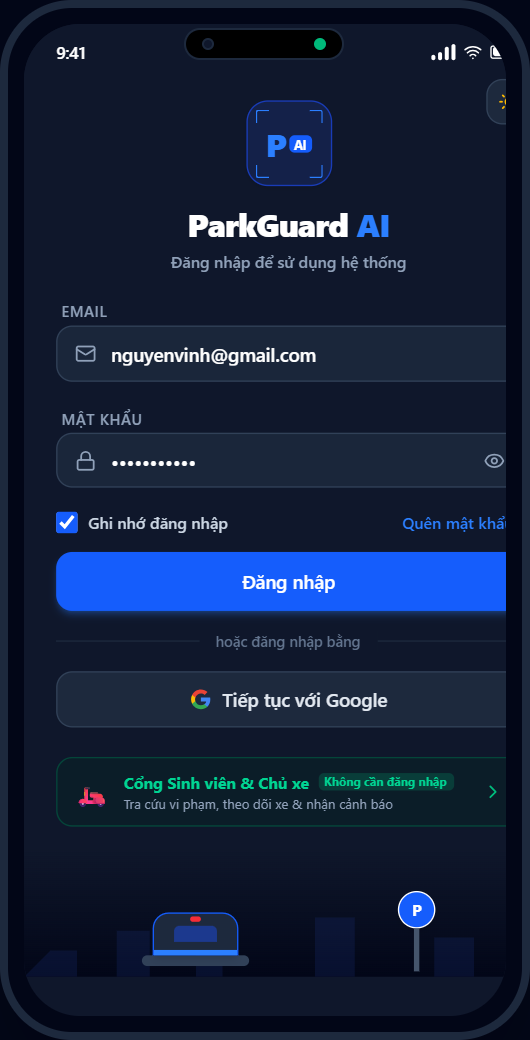 9:41
P AI
ParkGuard AI
Đăng nhập để sử dụng hệ thống
EMAIL
nguyenvinh@gmail.com
MẬT KHẨU
•••••••••••
Ghi nhớ đăng nhập
Quên mật khẩu
Đăng nhập
hoặc đăng nhập bằng
Tiếp tục với Google
Cổng Sinh viên & Chủ xe Không cần đăng nhập
Tra cứu vi phạm, theo dõi xe & nhận cảnh báo
P